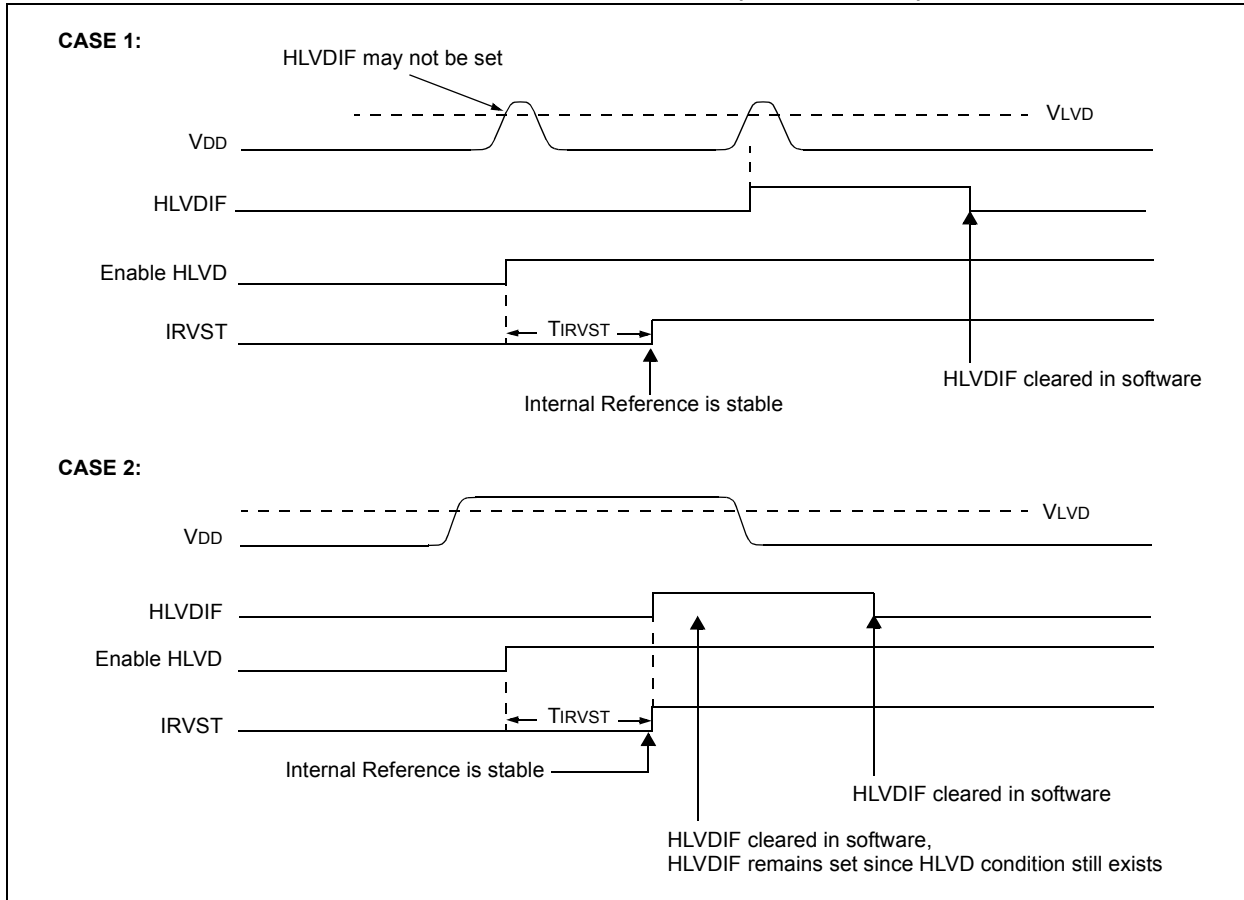 CASE 1:
HLVDIF may not be set
VLVD
VDD
HLVDIF
Enable HLVD
IRVST
TIRVST
HLVDIF cleared in software
Internal Reference is stable
CASE 2:
VLVD
VDD
HLVDIF
Enable HLVD
IRVST
TIRVST
Internal Reference is stable
HLVDIF cleared in software
HLVDIF cleared in software,
HLVDIF remains set since HLVD condition still exists